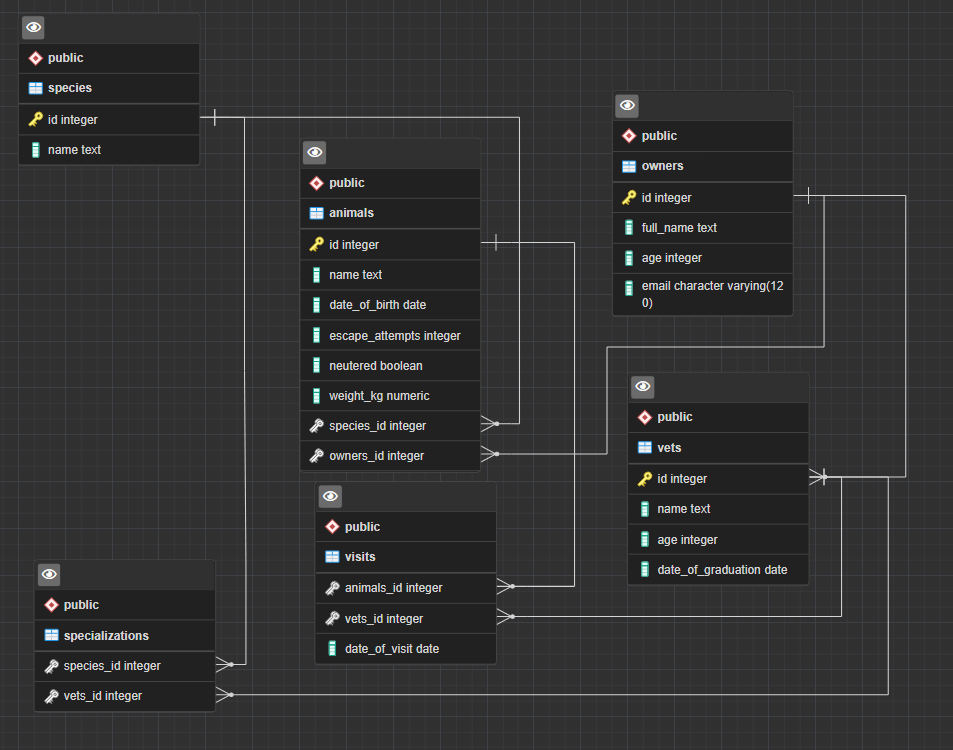 public
species
id integer
name text
public
animals
id integer
name text
date_of_birth date
escape_attempts integer
neutered boolean
weight_kg numeric
species_id integer
owners_id integer
public
owners
id integer
full_name text
age integer
email character varying(12
0)
public
vets
id integer
name text
age integer
date_of_graduation date
public
visits
animals_id integer
vets_id integer
date_of_visit date
public
specializations
species_id integer
vets_id integer